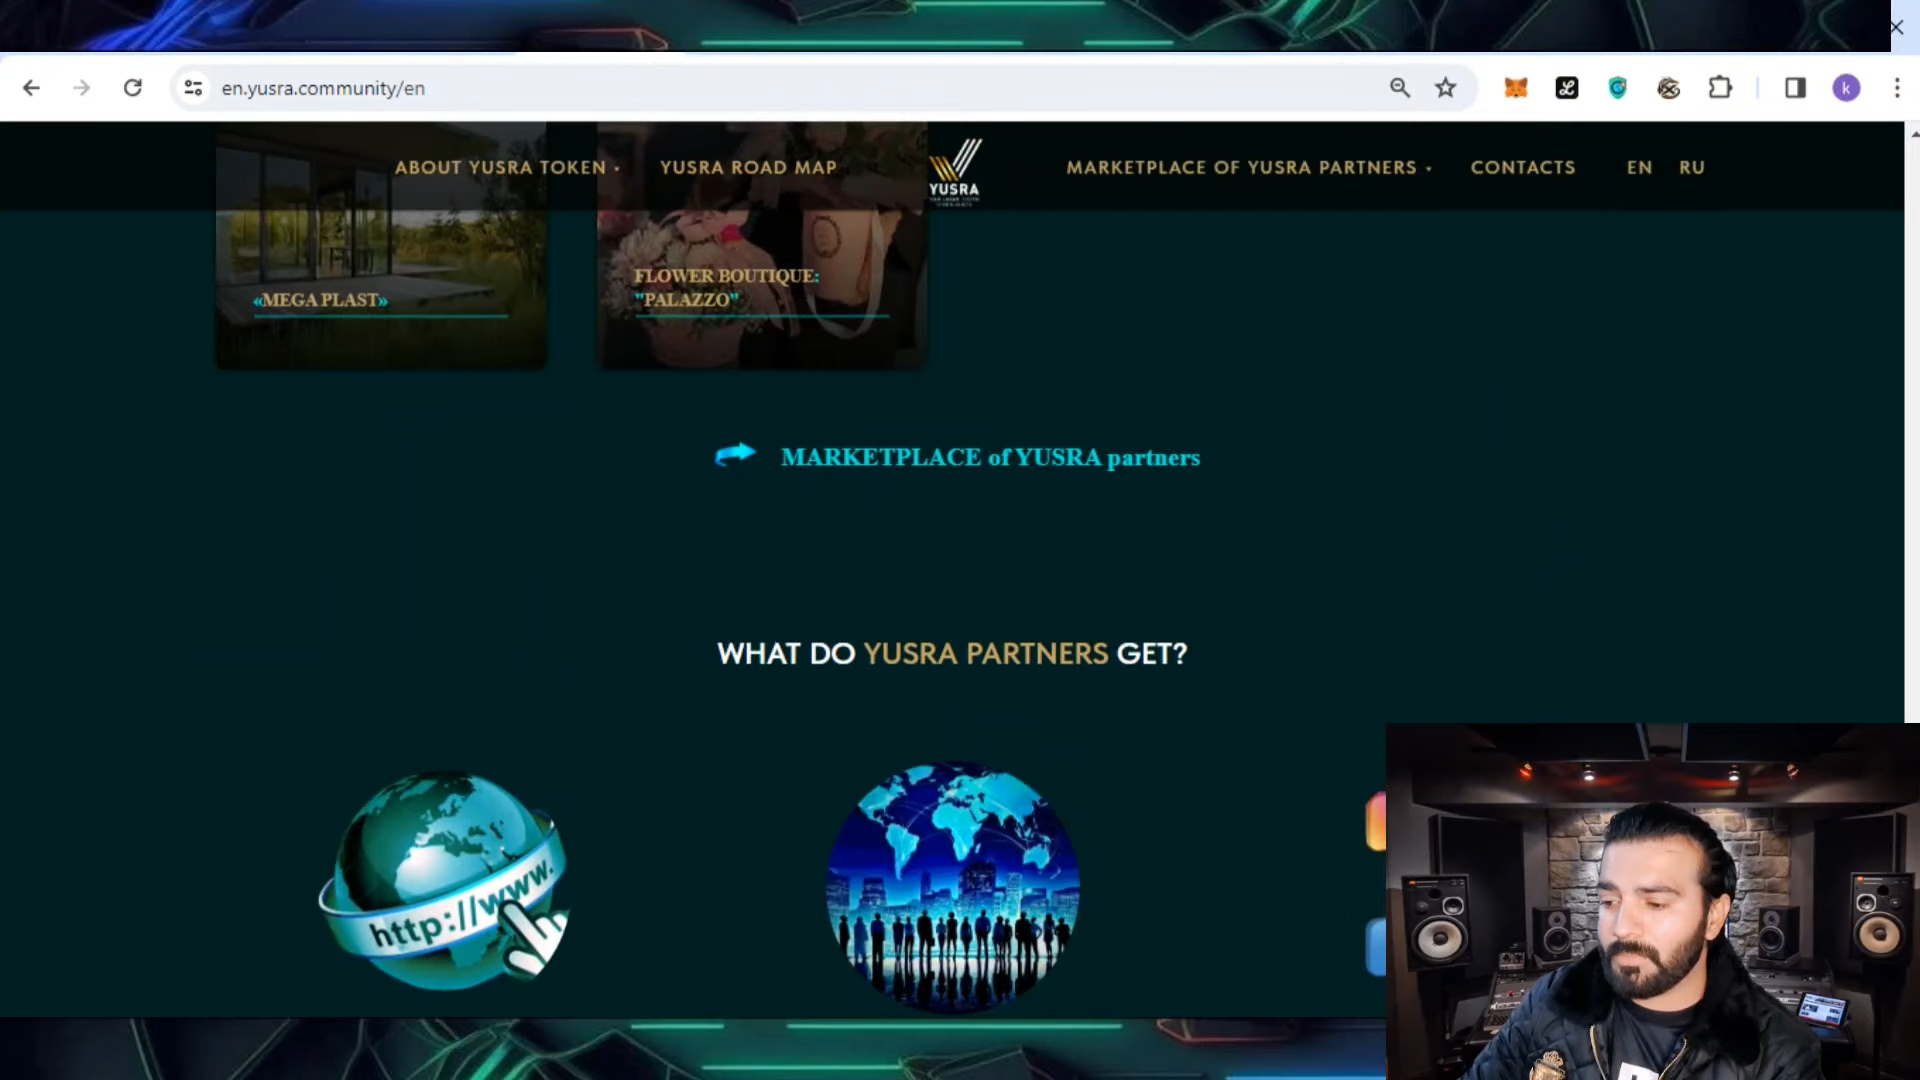 en.yusra.community/en
k
ABOUT YUSRA TOKEN
YUSRA ROAD MAP
YUSRA
MARKETPLACE OF YUSRA PARTNERS
CONTACTS
EN
RU
«MEGA PLAST»
FLOWER BOUTIQUE:
"PALAZZO"
MARKETPLACE of YUSRA partners
WHAT DO YUSRA PARTNERS GET?
http://www.